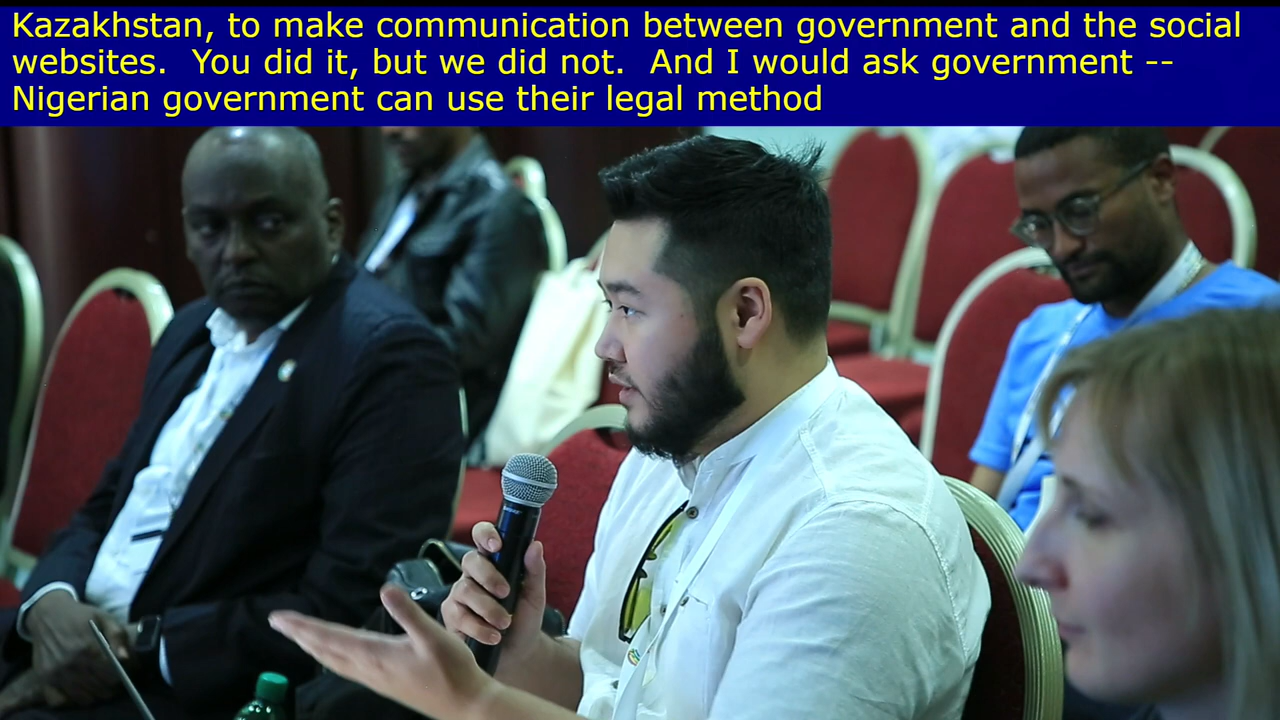 Kazakhstan, to make communication between government and the social
websites.  You did it, but we did not.  And I would ask government --
Nigerian government can use their legal method